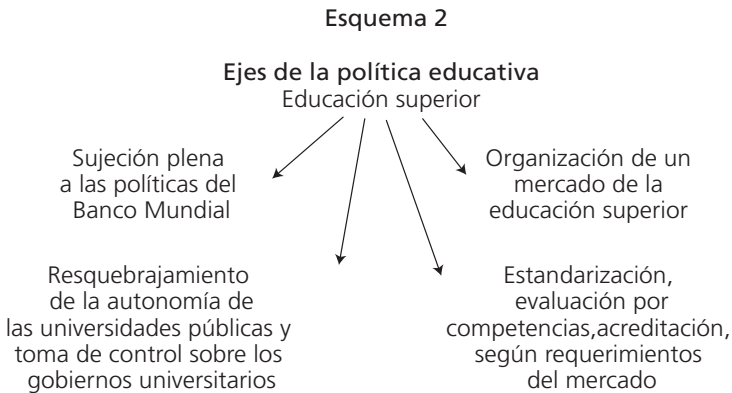 Esquema 2
Ejes de la política educativa
Educación superior
Sujeción plena
a las políticas del
Banco Mundial
Organización de un
mercado de la
educación superior
Resquebrajamiento
de la autonomía de
las universidades públicas y
toma de control sobre los
gobiernos universitarios
Estandarización,
evaluación por
competencias,acreditación,
según requerimientos
del mercado